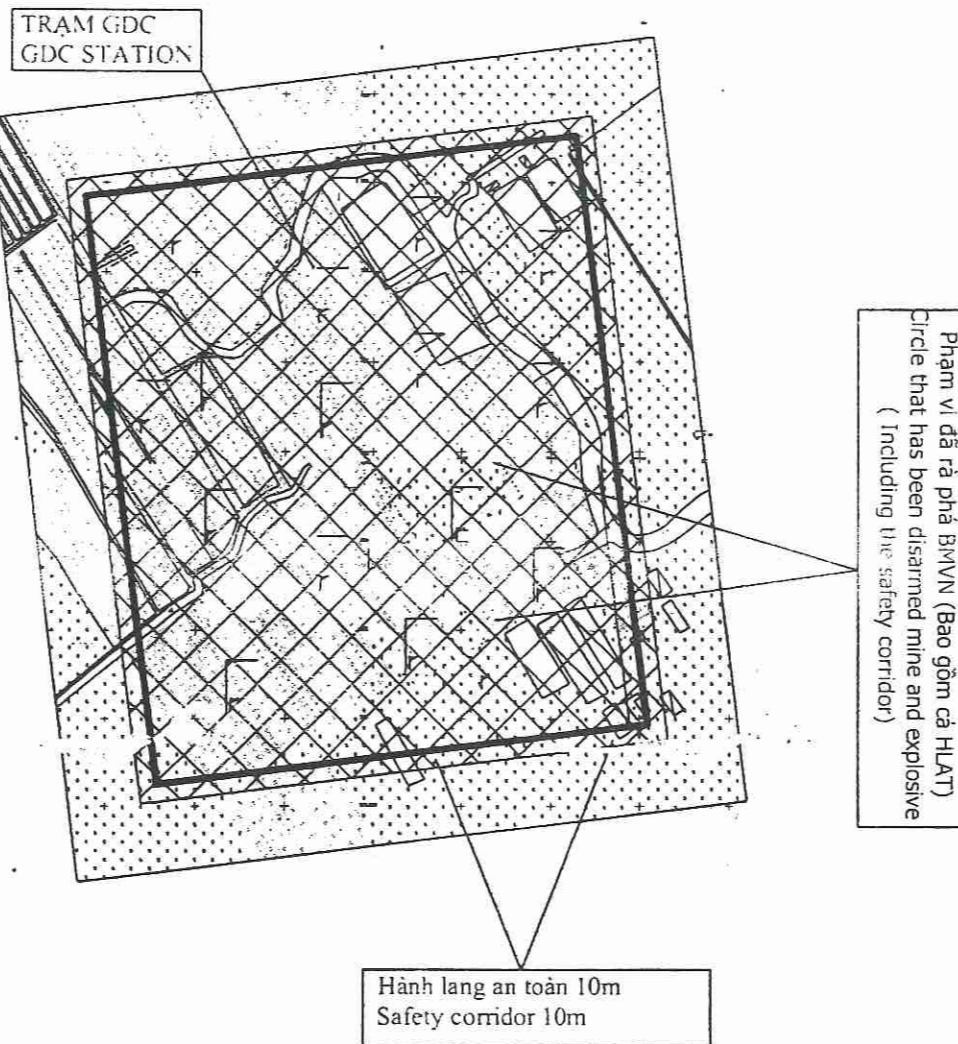 TRẠM GDC
GDC STATION
Phạm vi đã rà phá BMVN (Bao gồm cả HLAT)
Circle that has been disarmed mine and explosive
( Including the safety corridor)
Hành lang an toàn 10m
Safety corridor 10m